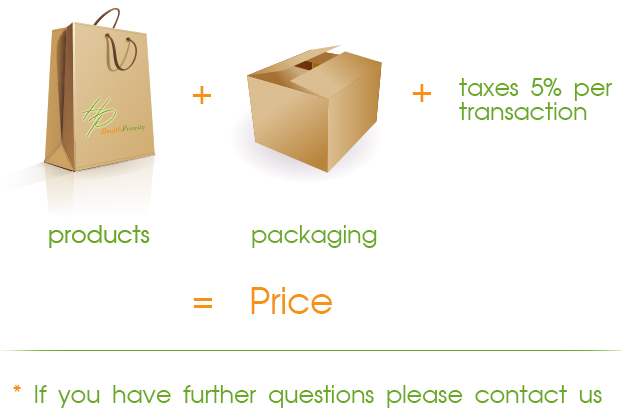 HP
Health Priority
+
+
taxes 5% per
transaction
products
packaging
= Price
* If you have further questions please contact us